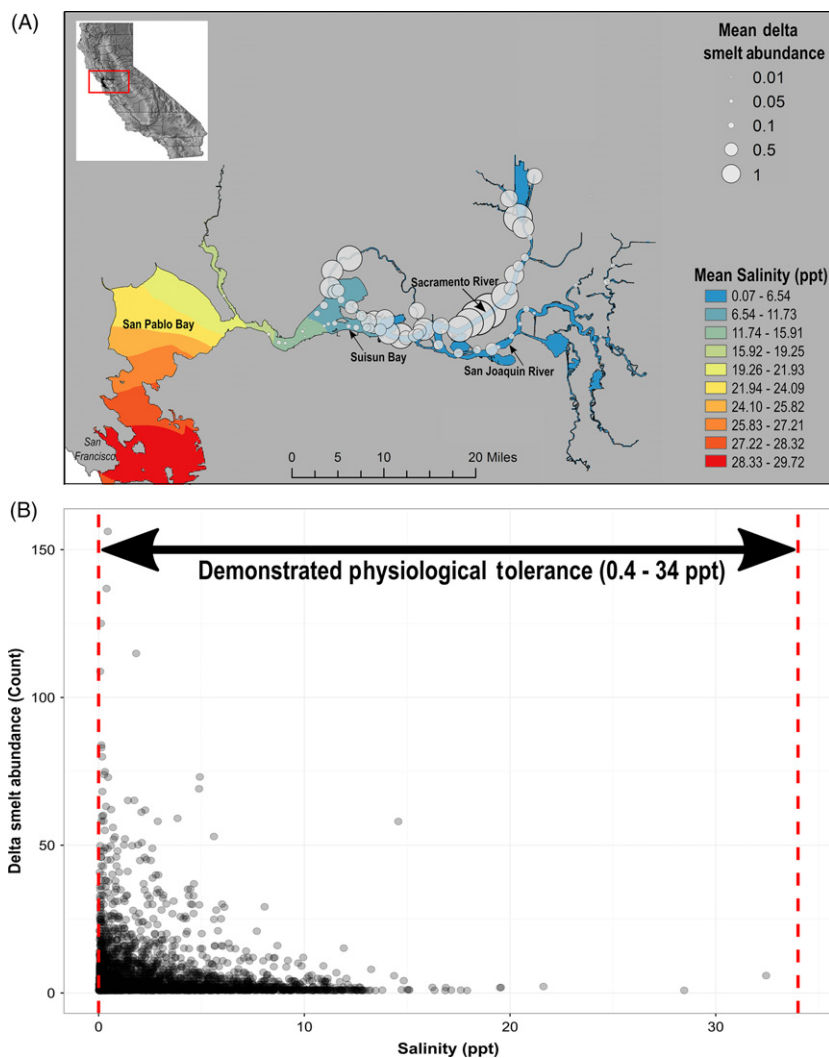 (A)
Mean delta
smelt abundance
0.01
0.05
0.1
0.5
1
Sacramento River
San Pablo Bay
Suisun Bay
San Joaquin River
San
Francisco
0 5 10 20 Miles
Mean Salinity (ppt)
0.07 - 6.54
6.54 - 11.73
11.74 - 15.91
15.92 - 19.25
19.26 - 21.93
21.94 - 24.09
24.10 - 25.82
25.83 - 27.21
27.22 - 28.32
28.33 - 29.72
(B)
Demonstrated physiological tolerance (0.4 - 34 ppt)
Delta smelt abundance (Count)
150
100
50
0
0 10 20 30
Salinity (ppt)